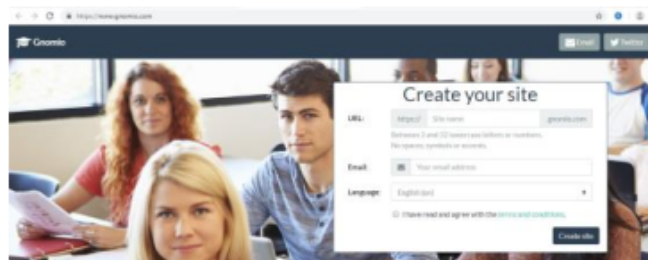 https://www.gnomio.com
Gnomio
Email
Twitter
Create your site
URL:
https://
Site name
gnomio.com
Between 3 and 32 lowercase letters or numbers.
No spaces, symbols or accents.
Email:
Your email address
Language:
English (en)
I have read and agree with the terms and conditions.
Create site